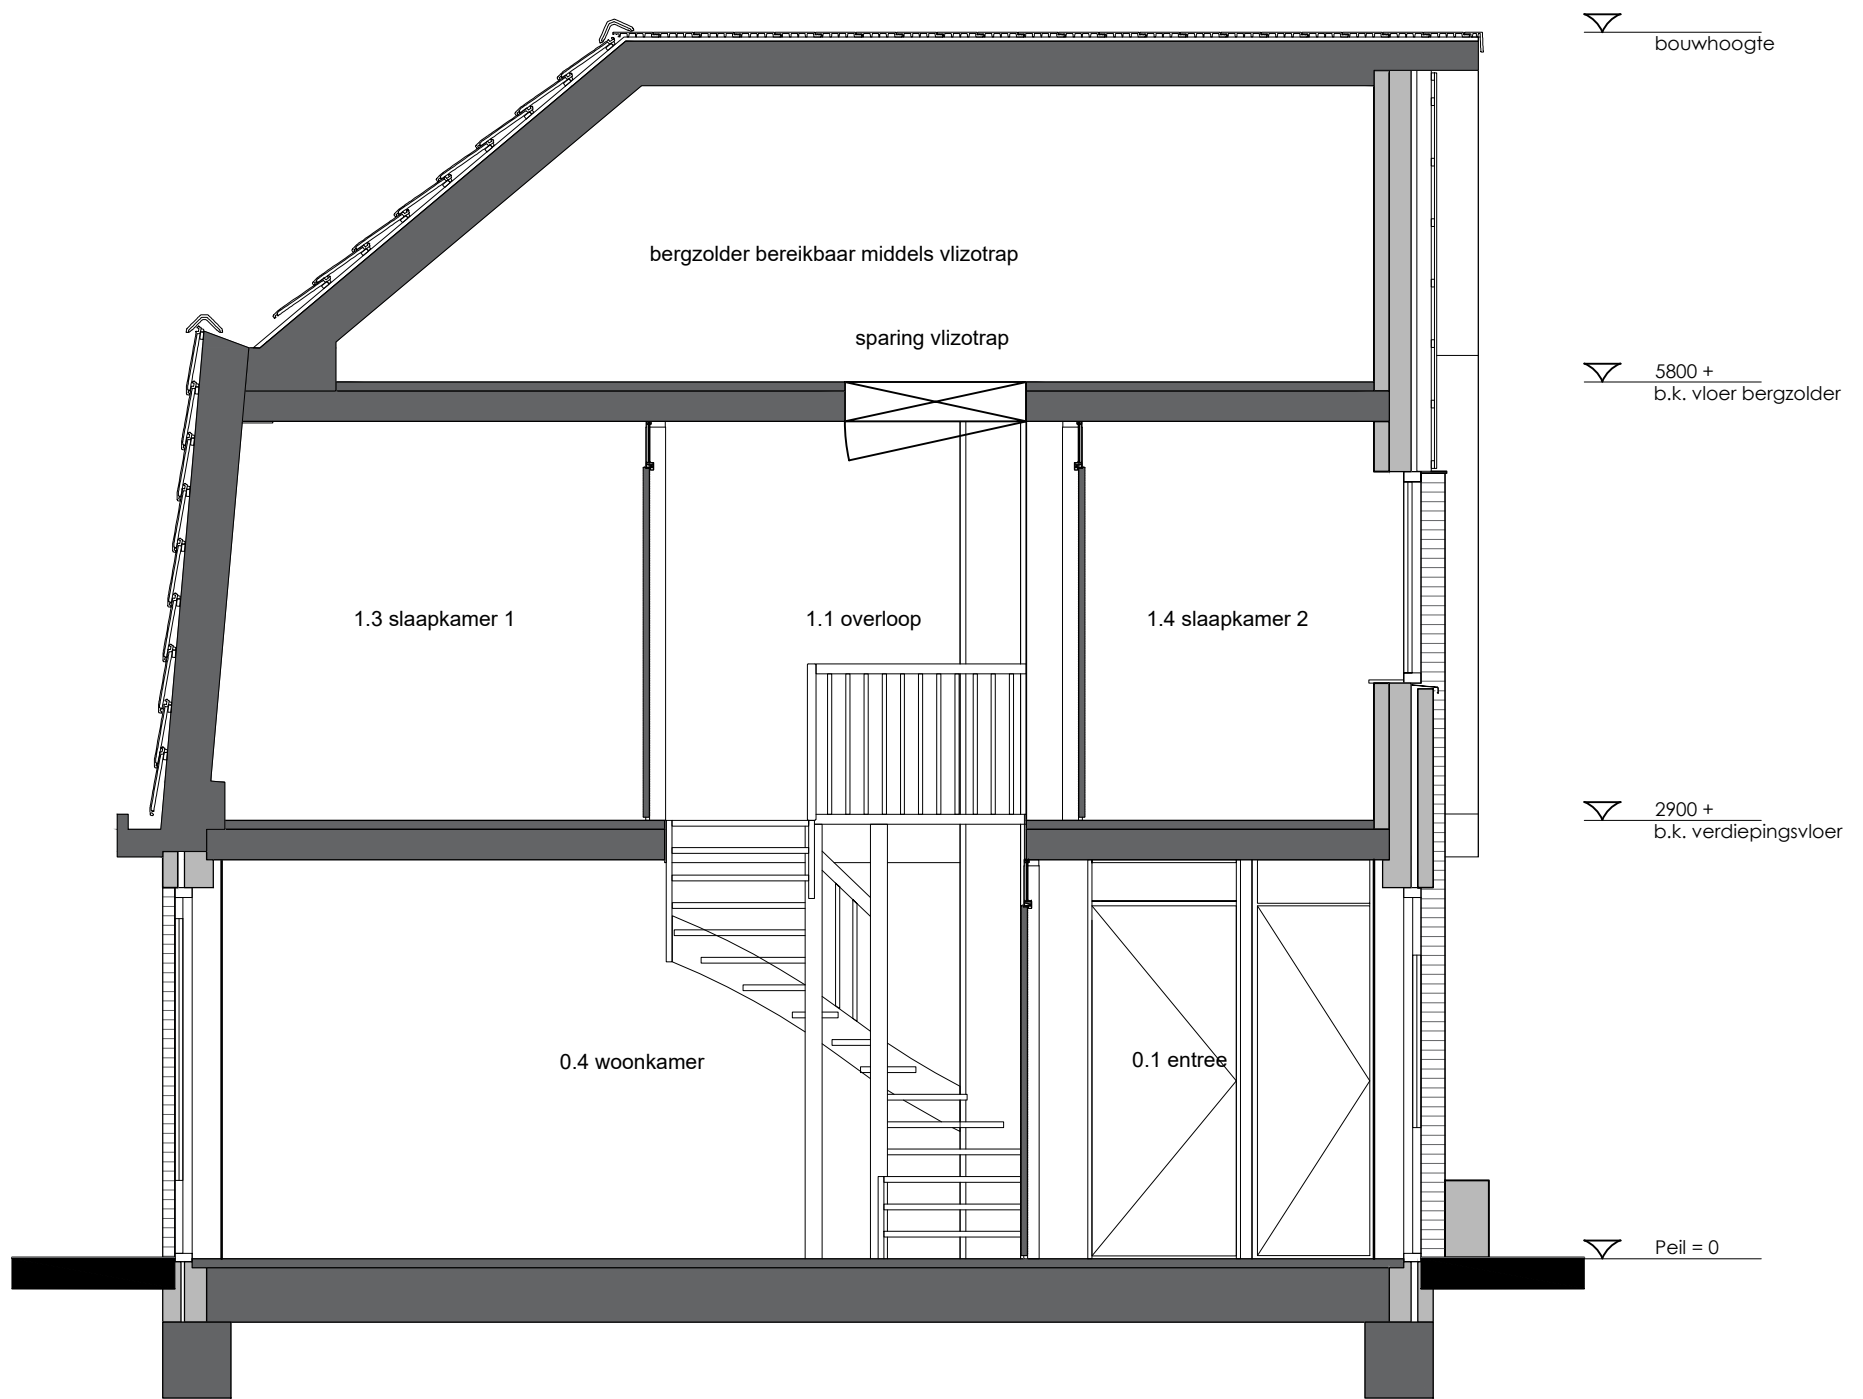 bouwhoogte
bergzolder bereikbaar middels vlizotrap
sparing vlizotrap
5800 +
b.k. vloer bergzolder
1.3 slaapkamer 1
1.1 overloop
1.4 slaapkamer 2
2900 +
b.k. verdiepingsvloer
0.4 woonkamer
0.1 entree
Peil = 0